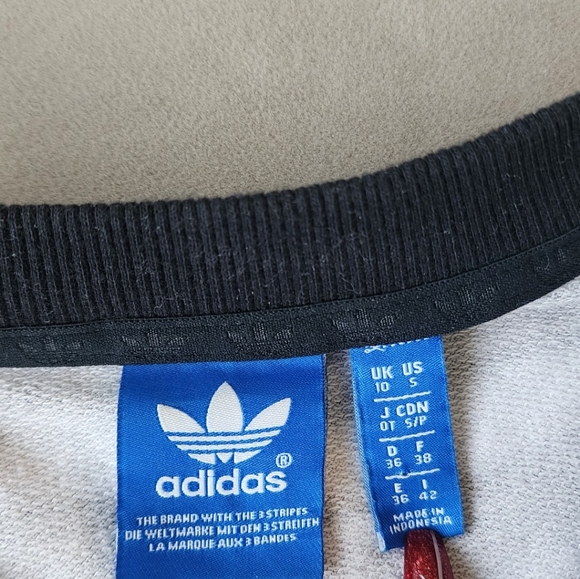 adidas®
THE BRAND WITH THE 3 STRIPES
DIE WELTMARKE MIT DEN 3 STREIFEN
LA MARQUE AUX 3 BANDES
UK US
10 S
J CDN
OT S/P
D F
36 38
E I
36 42
MADE IN
INDONESIA